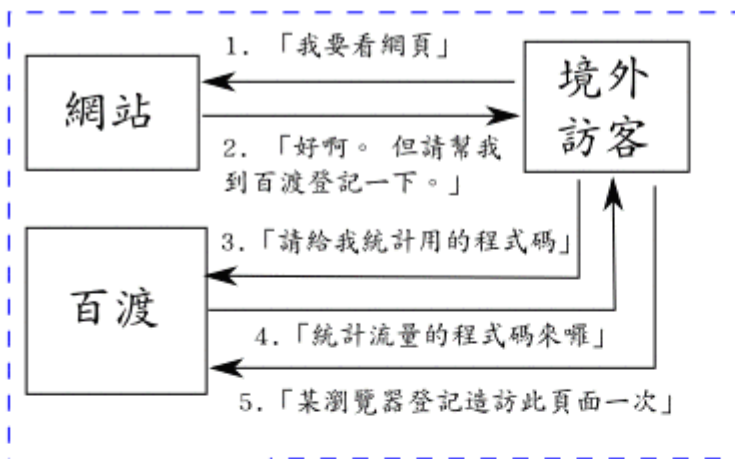 1. 「我要看網頁」
網站
境外
訪客
2. 「好啊。 但請幫我
到百渡登記一下。」
3.「請給我統計用的程式碼」
百渡
4.「統計流量的程式碼來囉」
5.「某瀏覽器登記造訪此頁面一次」